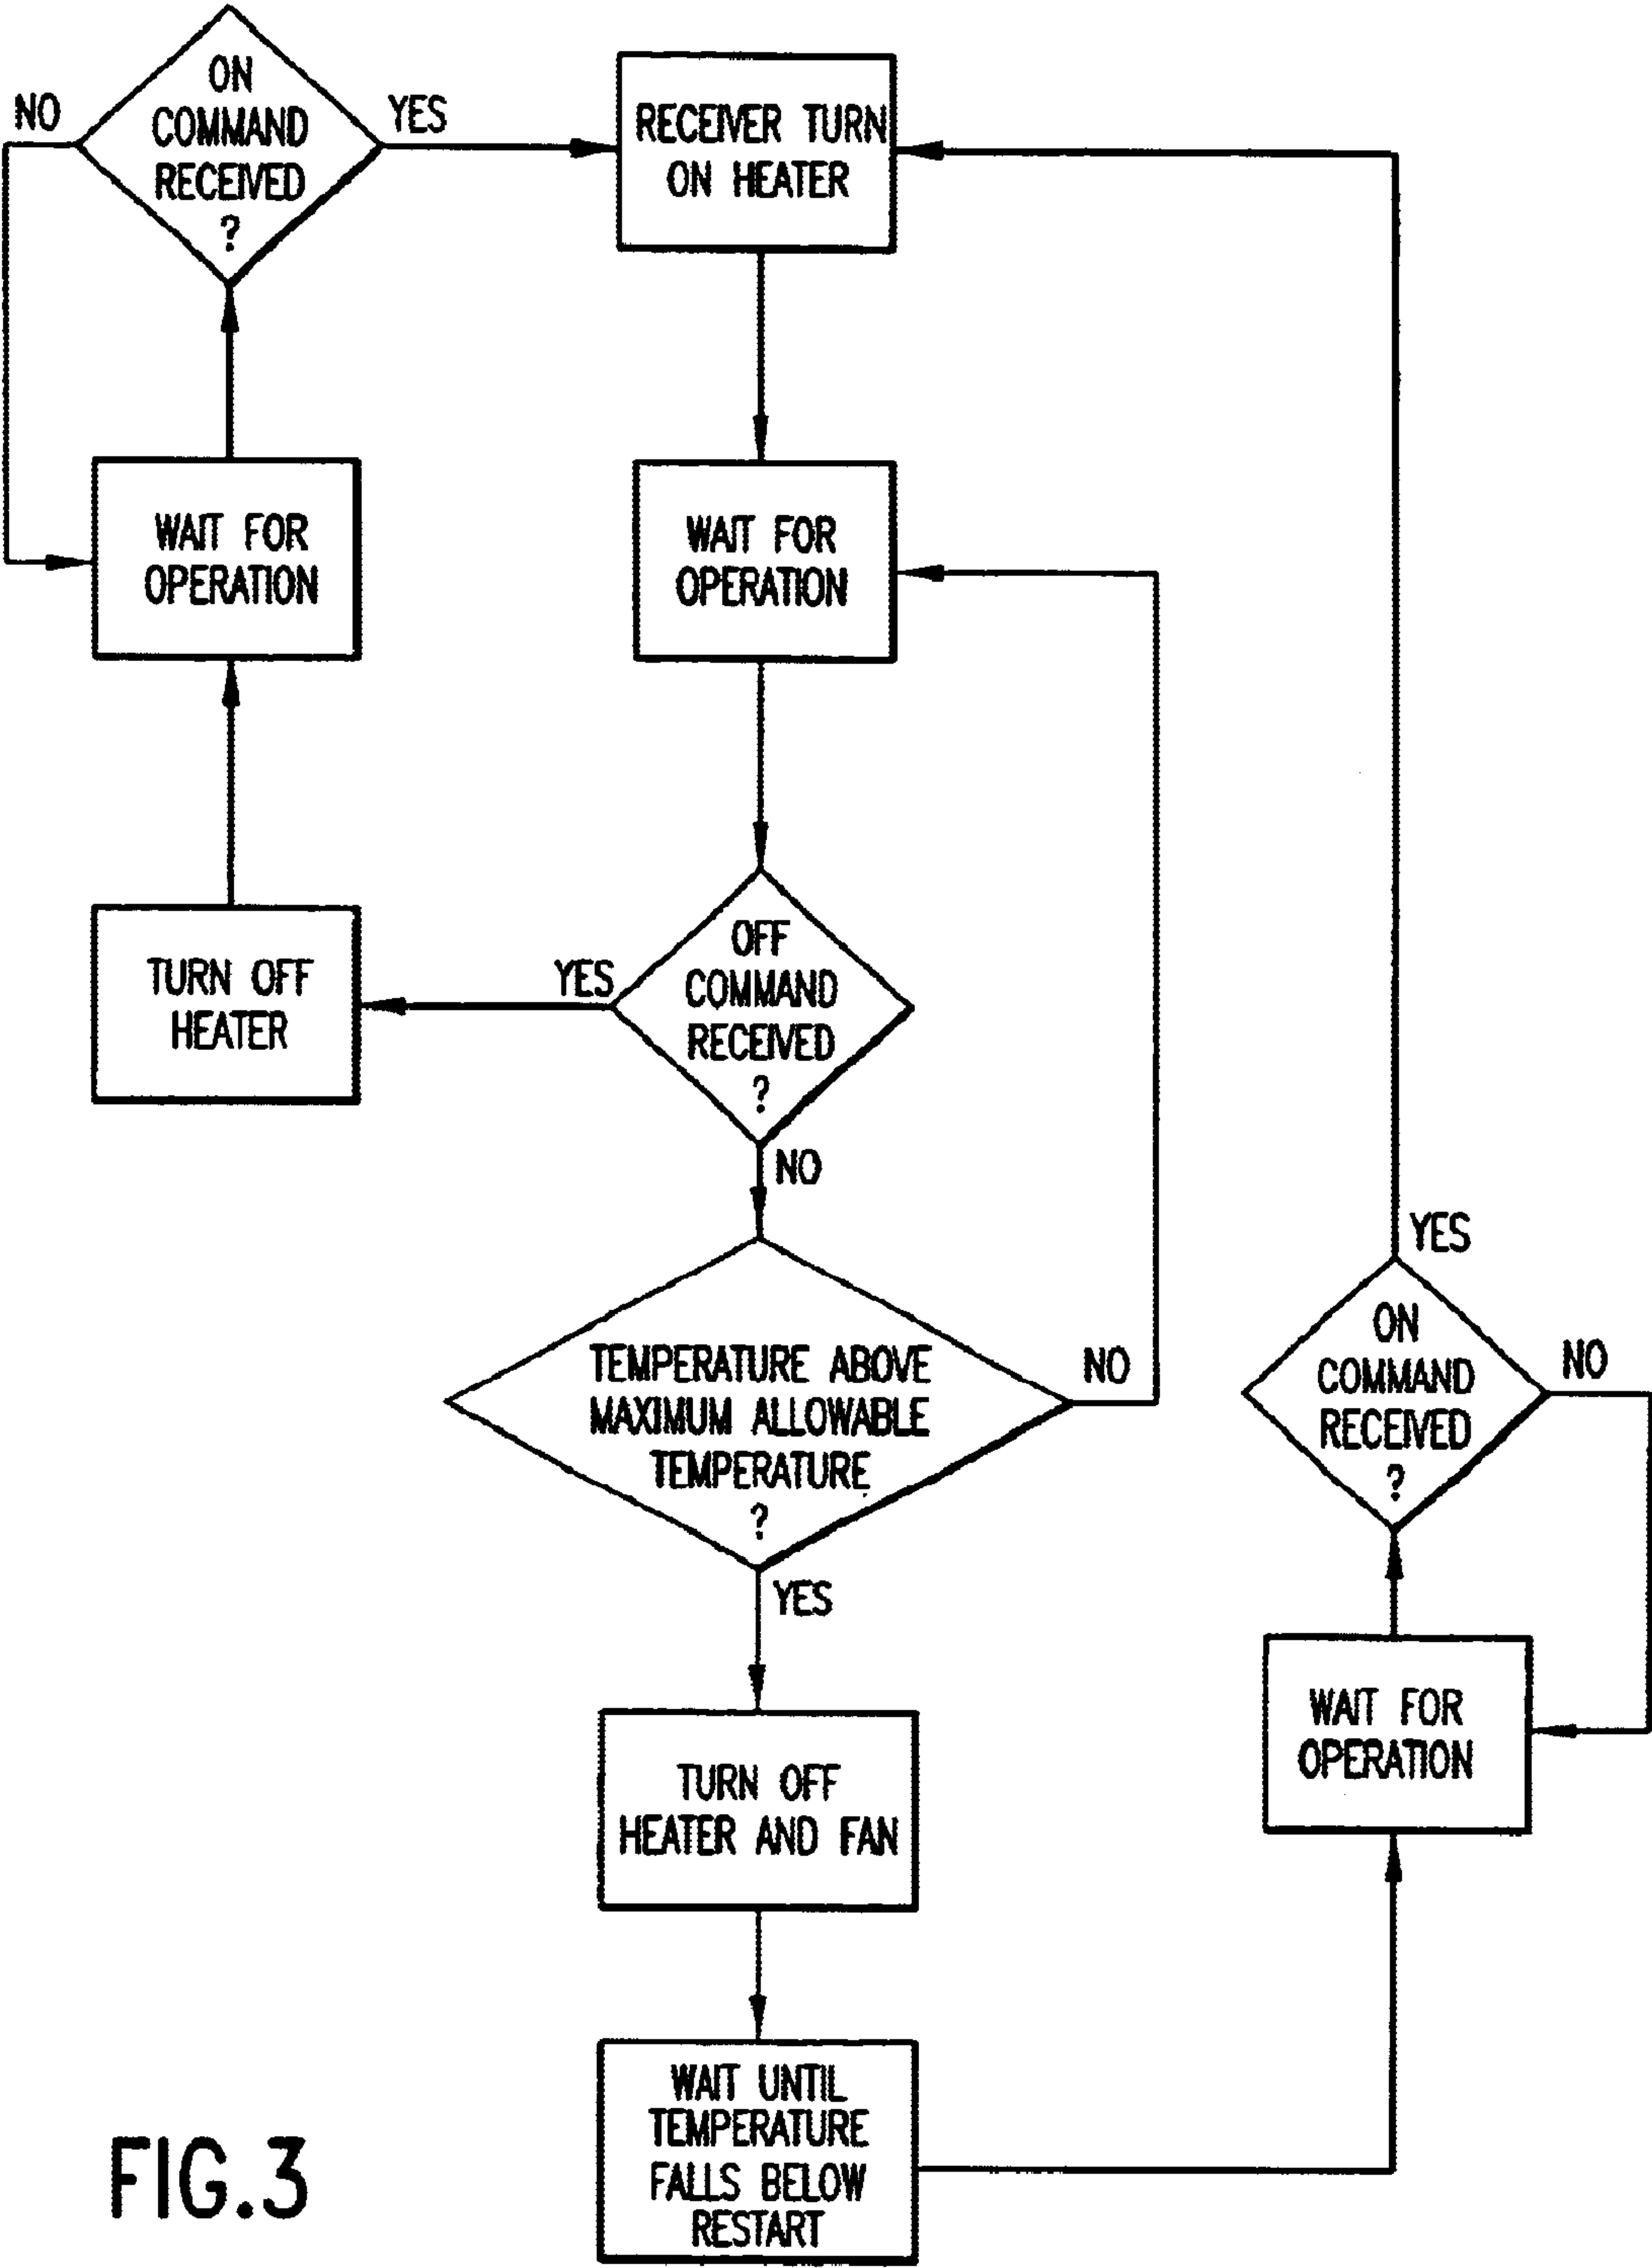 ON
COMMAND
RECEIVED
?
NO
YES
RECEIVER TURN
ON HEATER
WAIT FOR
OPERATION
WAIT FOR
OPERATION
TURN OFF
HEATER
YES
OFF
COMMAND
RECEIVED
?
NO
TEMPERATURE ABOVE
MAXIMUM ALLOWABLE
TEMPERATURE
?
NO
YES
YES
ON
COMMAND
RECEIVED
?
NO
TURN OFF
HEATER AND FAN
WAIT FOR
OPERATION
WAIT UNTIL
TEMPERATURE
FALLS BELOW
RESTART
FIG.3